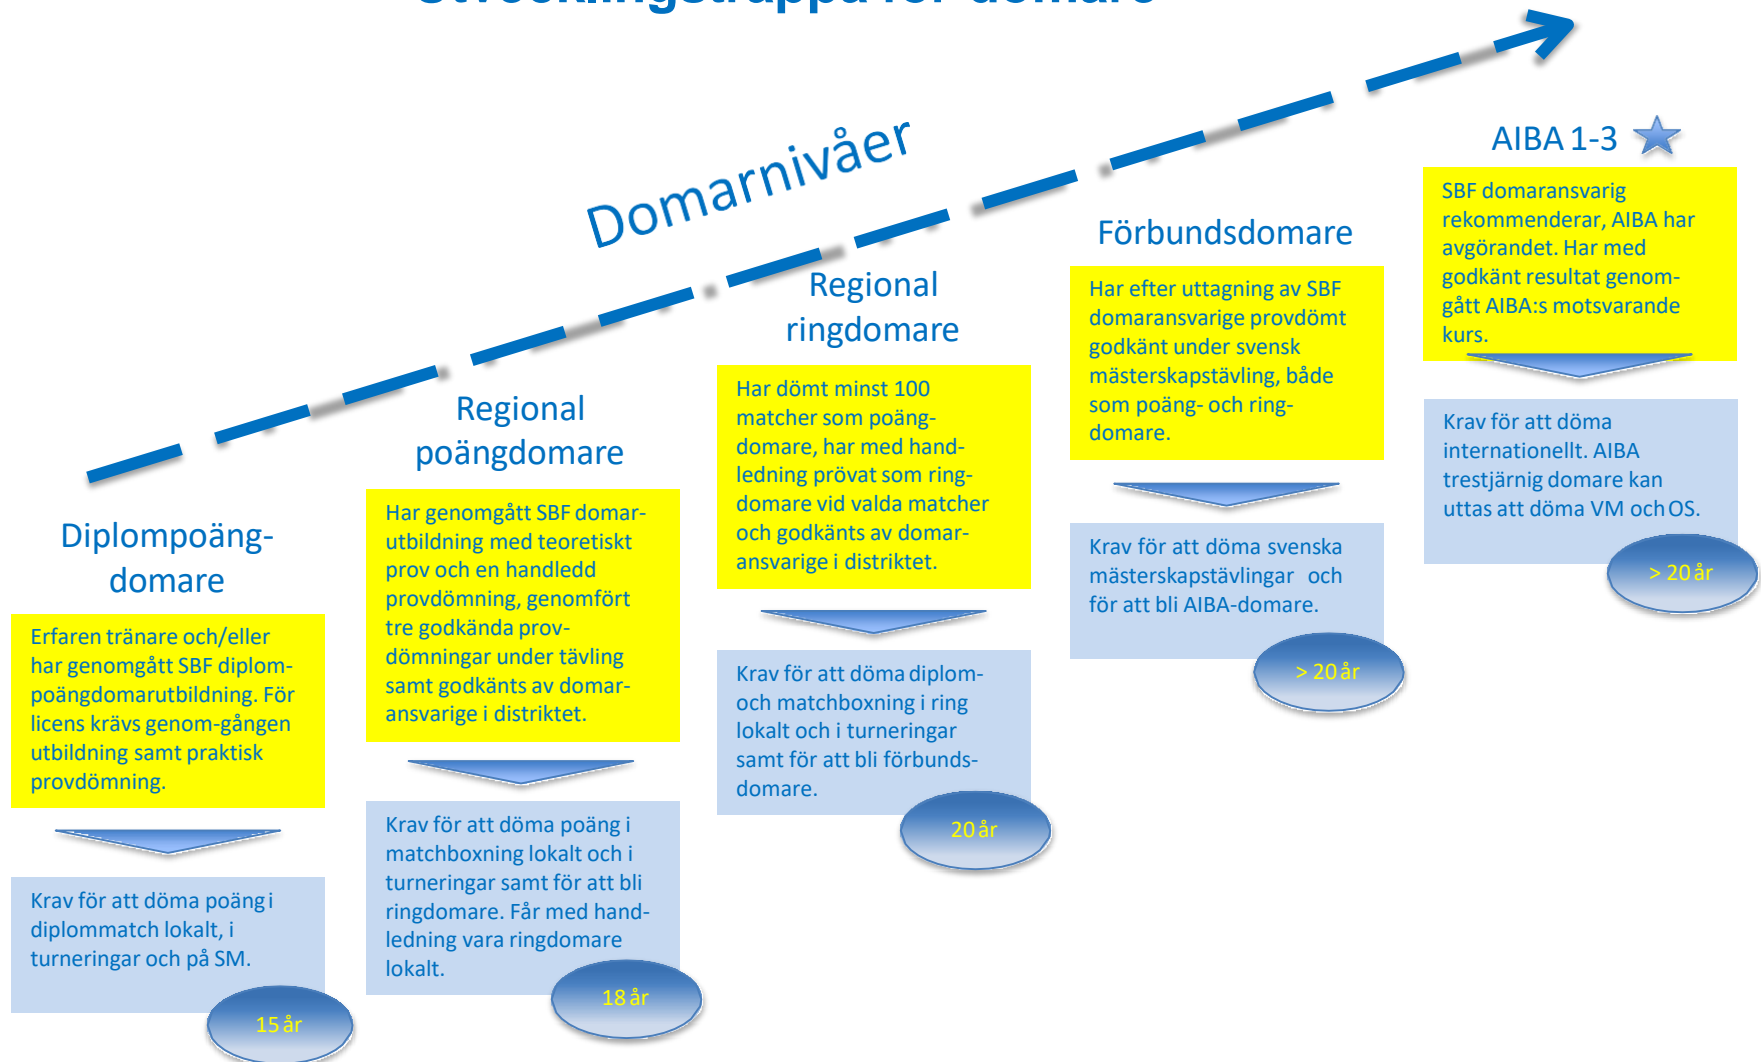 Utvecklingstrappa för domare
Domarnivåer
Diplompoäng-
domare
Erfaren tränare och/eller
har genomgått SBF diplom-
poängdomarutbildning. För
licens krävs genom-gången
utbildning samt praktisk
provdömning.
Krav för att döma poäng i
diplommatch lokalt, i
turneringar och på SM.
15 år
Regional
poängdomare
Har genomgått SBF domar-
utbildning med teoretiskt
prov och en handledd
provdömning, genomfört
tre godkända prov-
dömningar under tävling
samt godkänts av domar-
ansvarige i distriktet.
Krav för att döma poäng i
matchboxning lokalt och i
turneringar samt för att bli
ringdomare. Får med hand-
ledning vara ringdomare
lokalt.
18 år
Regional
ringdomare
Har dömt minst 100
matcher som poäng-
domare, har med hand-
ledning prövat som ring-
domare vid valda matcher
och godkänts av domar-
ansvarige i distriktet.
Krav för att döma diplom-
och matchboxning i ring
lokalt och i turneringar
samt för att bli förbunds-
domare.
20 år
Förbundsdomare
Har efter uttagning av SBF
domaransvarige provdömt
godkänt under svensk
mästerskapstävling, både
som poäng- och ring-
domare.
Krav för att döma svenska
mästerskapstävlingar och
för att bli AIBA-domare.
> 20 år
AIBA 1-3
SBF domaransvarig
rekommenderar, AIBA har
avgörandet. Har med
godkänt resultat genom-
gått AIBA:s motsvarande
kurs.
Krav för att döma
internationellt. AIBA
trestjärnig domare kan
uttas att döma VM och OS.
> 20 år